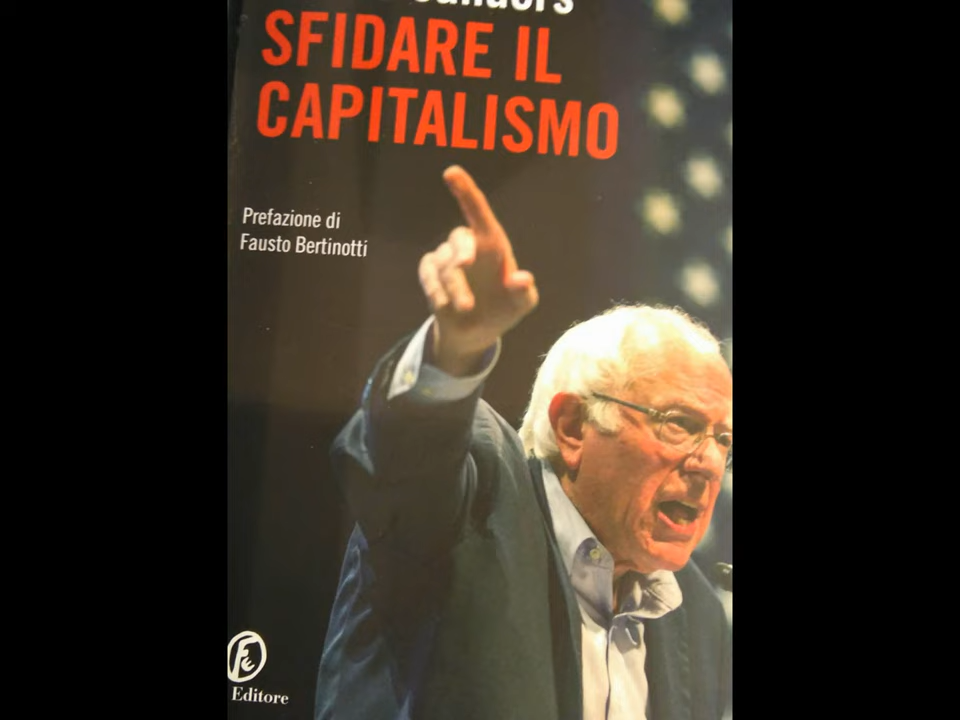 SFIDARE IL
CAPITALISMO
Prefazione di
Fausto Bertinotti
Editore